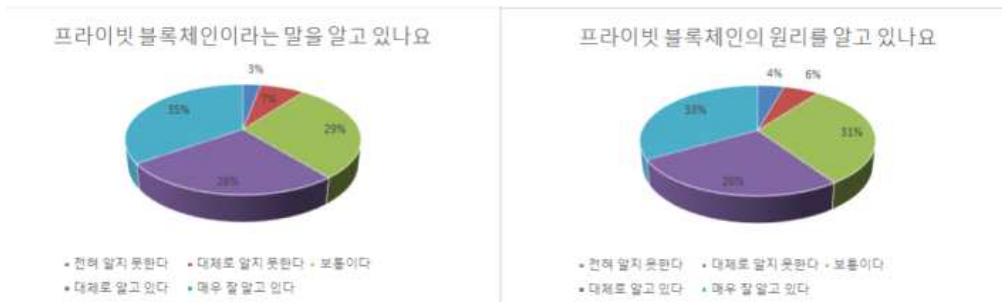 프라이빗 블록체인이라는 말을 알고 있나요
3%
7%
29%
35%
전혀 알지 못한다
대체로 알지 못한다
보통이다
대체로 알고 있다
매우 잘 알고 있다
프라이빗 블록체인의 원리를 알고 있나요
4%
6%
31%
33%
전혀 알지 못한다
대체로 알지 못한다
보통이다
대체로 알고 있다
매우 잘 알고 있다